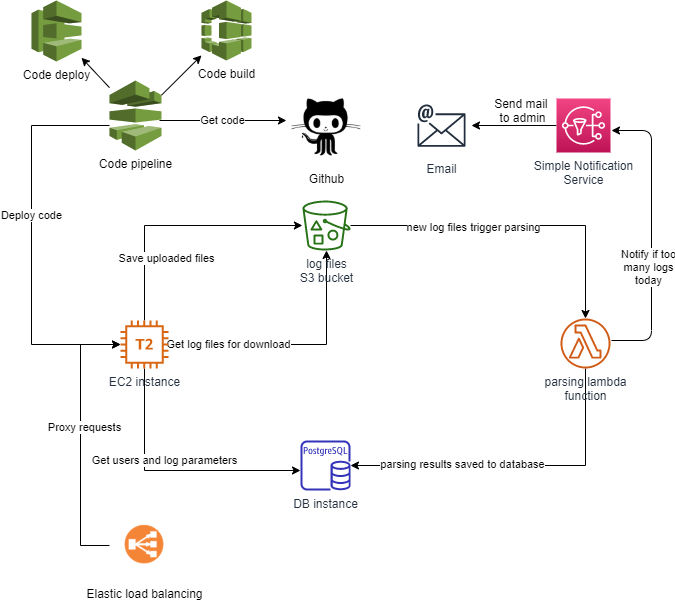 Code deploy
Code build
Code pipeline
Get code
Github
@
Email
Send mail
to admin
Simple Notification
Service
Deploy code
Save uploaded files
log files
S3 bucket
new log files trigger parsing
Notify if too
many logs
today
T2
EC2 instance
Get log files for download
parsing lambda
function
Proxy requests
Get users and log parameters
PostgreSQL
DB instance
parsing results saved to database
Elastic load balancing